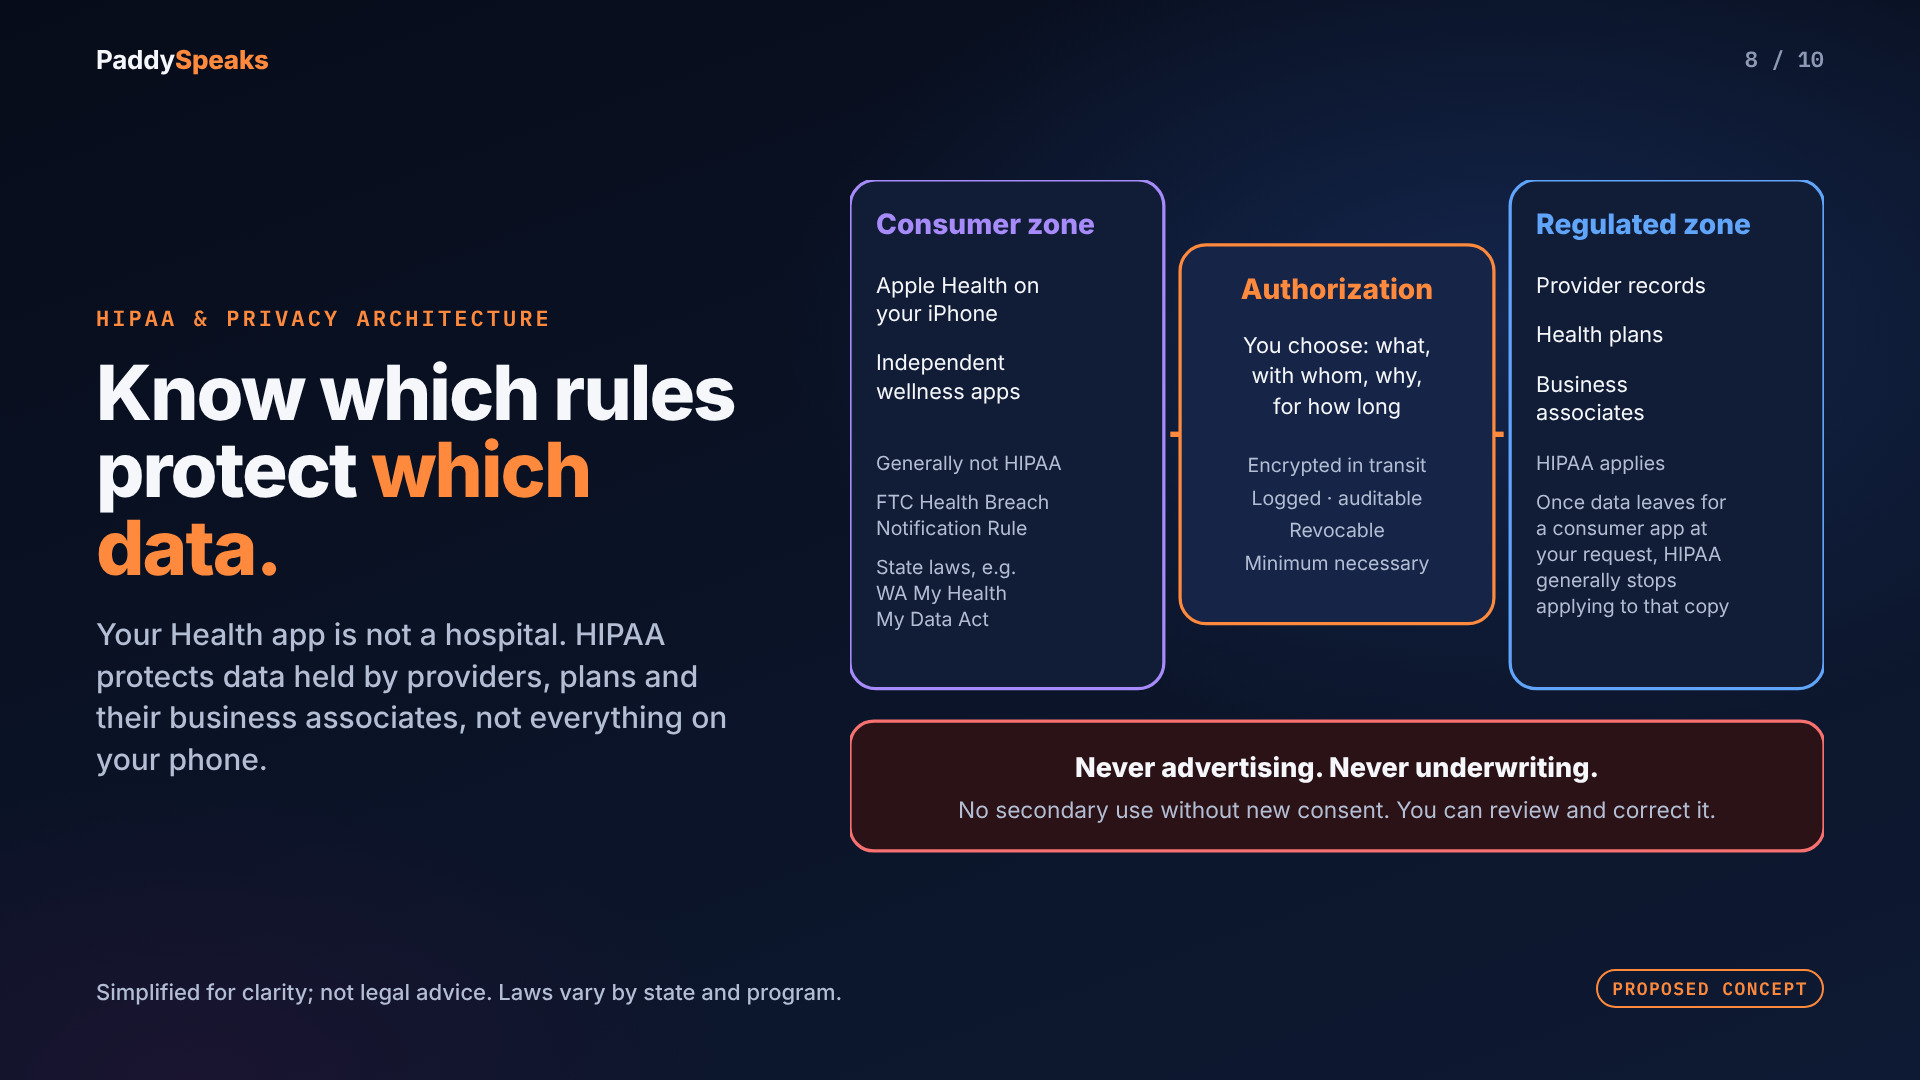 PaddySpeaks
8 / 10
HIPAA & PRIVACY ARCHITECTURE
Know which rules
protect which
data.
Your Health app is not a hospital. HIPAA
protects data held by providers, plans and
their business associates, not everything on
your phone.
Consumer zone
Apple Health on
your iPhone
Independent
wellness apps
Generally not HIPAA
FTC Health Breach
Notification Rule
State laws, e.g.
WA My Health
My Data Act
Authorization
You choose: what,
with whom, why,
for how long
Encrypted in transit
Logged · auditable
Revocable
Minimum necessary
Regulated zone
Provider records
Health plans
Business
associates
HIPAA applies
Once data leaves for
a consumer app at
your request, HIPAA
generally stops
applying to that copy
Never advertising. Never underwriting.
No secondary use without new consent. You can review and correct it.
Simplified for clarity; not legal advice. Laws vary by state and program.
PROPOSED CONCEPT